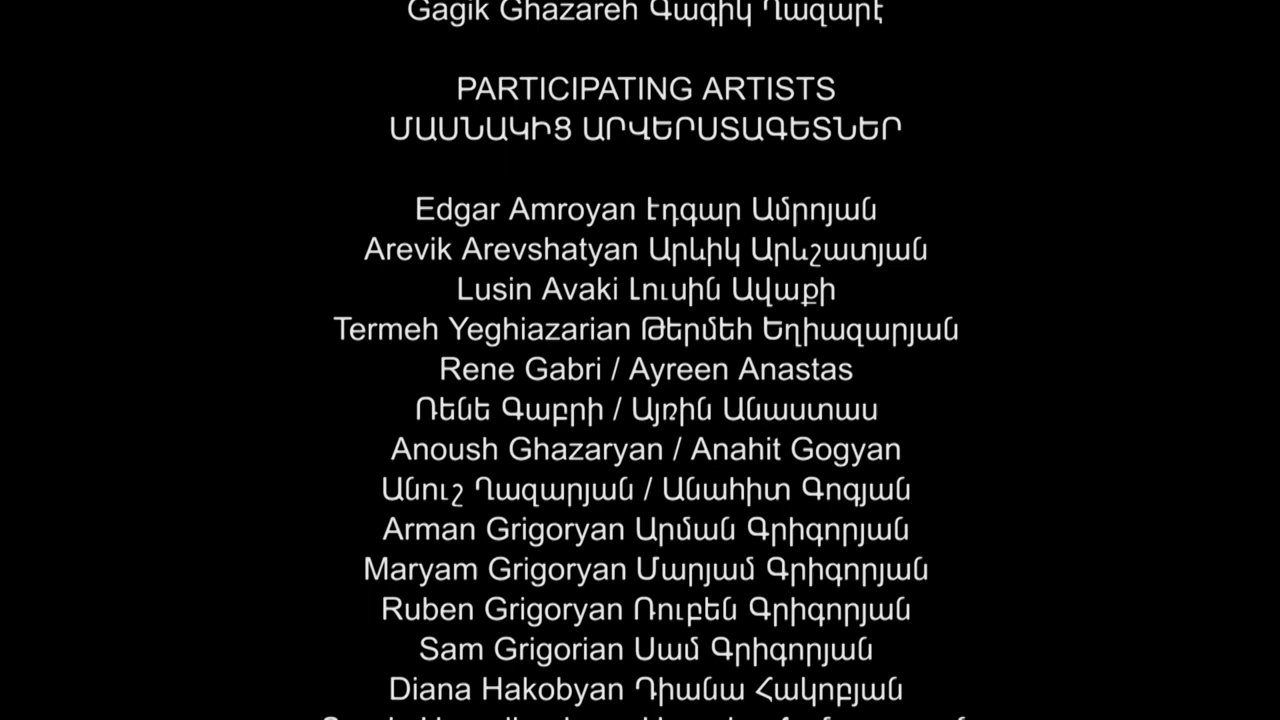 Gagik Ghazareh Գագիկ Ղազարէ
PARTICIPATING ARTISTS
ՄԱՍՆԱԿԻՑ ԱՐՎԵՐՍՏԱԳԵՏՆԵՐ
Edgar Amroyan Էդգար Ամրոյան
Arevik Arevshatyan Արևիկ Արևշատյան
Lusin Avaki Լուսին Ավաքի
Termeh Yeghiazarian Թերմեհ Եղիազարյան
Rene Gabri / Ayreen Anastas
Ռենե Գաբրի / Այռին Անաստաս
Anoush Ghazaryan / Anahit Gogyan
Անուշ Ղազարյան / Անահիտ Գոգյան
Arman Grigoryan Արման Գրիգորյան
Maryam Grigoryan Մարյամ Գրիգորյան
Ruben Grigoryan Ռուբեն Գրիգորյան
Sam Grigorian Սամ Գրիգորյան
Diana Hakobyan Դիանա Հակոբյան